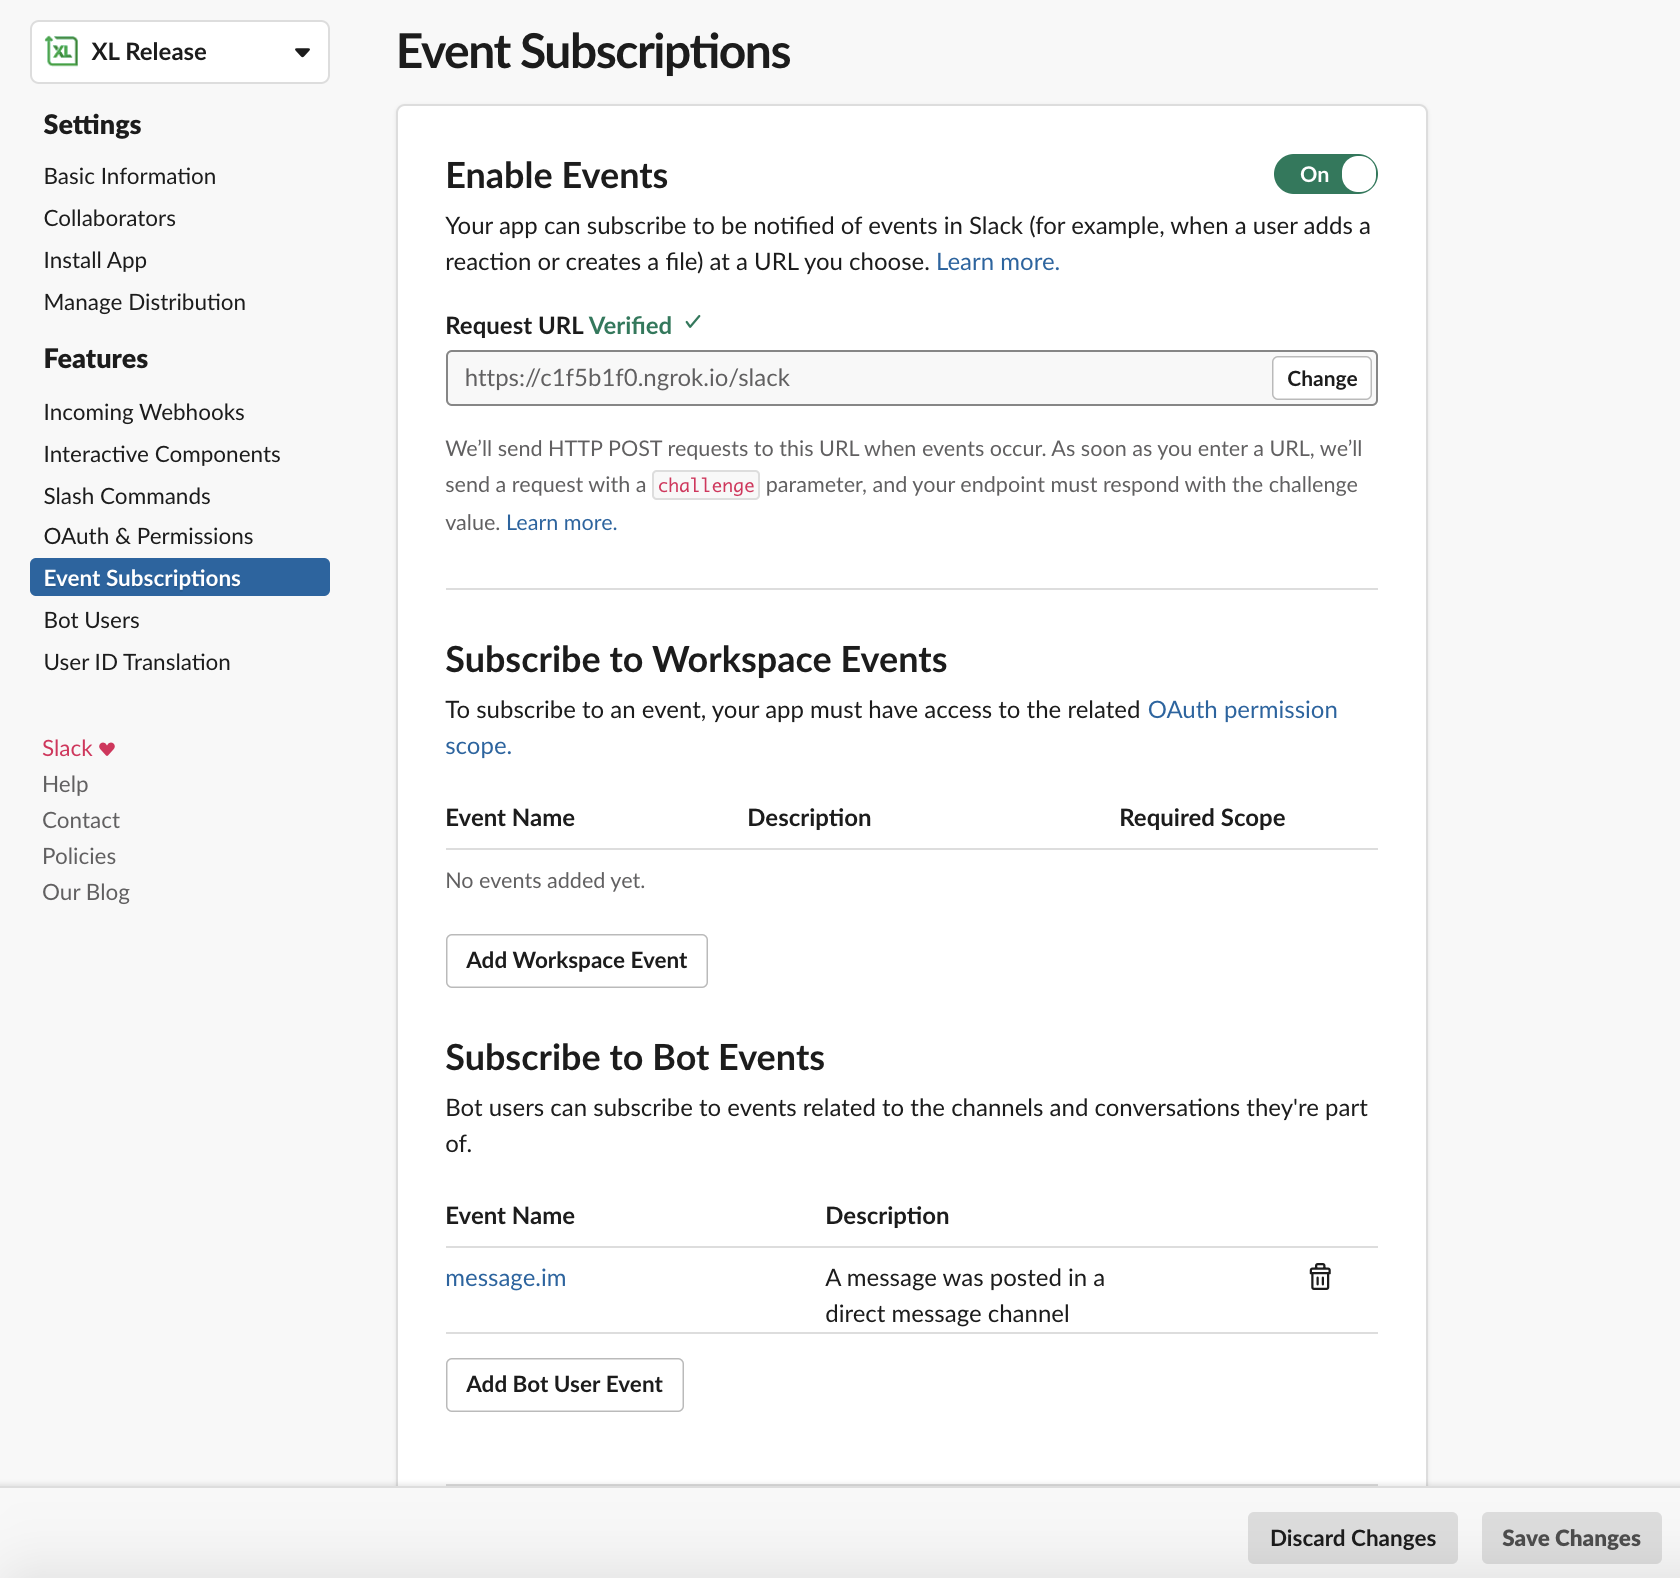 XL XL Release
Settings
Basic Information
Collaborators
Install App
Manage Distribution
Features
Incoming Webhooks
Interactive Components
Slash Commands
OAuth & Permissions
Event Subscriptions
Bot Users
User ID Translation
Slack ♥
Help
Contact
Policies
Our Blog
Event Subscriptions
Enable Events
On
Your app can subscribe to be notified of events in Slack (for example, when a user adds a
reaction or creates a file) at a URL you choose. Learn more.
Request URL Verified ✓
https://c1f5b1f0.ngrok.io/slack
Change
We’ll send HTTP POST requests to this URL when events occur. As soon as you enter a URL, we’ll
send a request with a challenge parameter, and your endpoint must respond with the challenge
value. Learn more.
Subscribe to Workspace Events
To subscribe to an event, your app must have access to the related OAuth permission
scope.
Event Name Description Required Scope
No events added yet.
Add Workspace Event
Subscribe to Bot Events
Bot users can subscribe to events related to the channels and conversations they're part
of.
Event Name Description
message.im A message was posted in a
direct message channel
Add Bot User Event
Discard Changes Save Changes